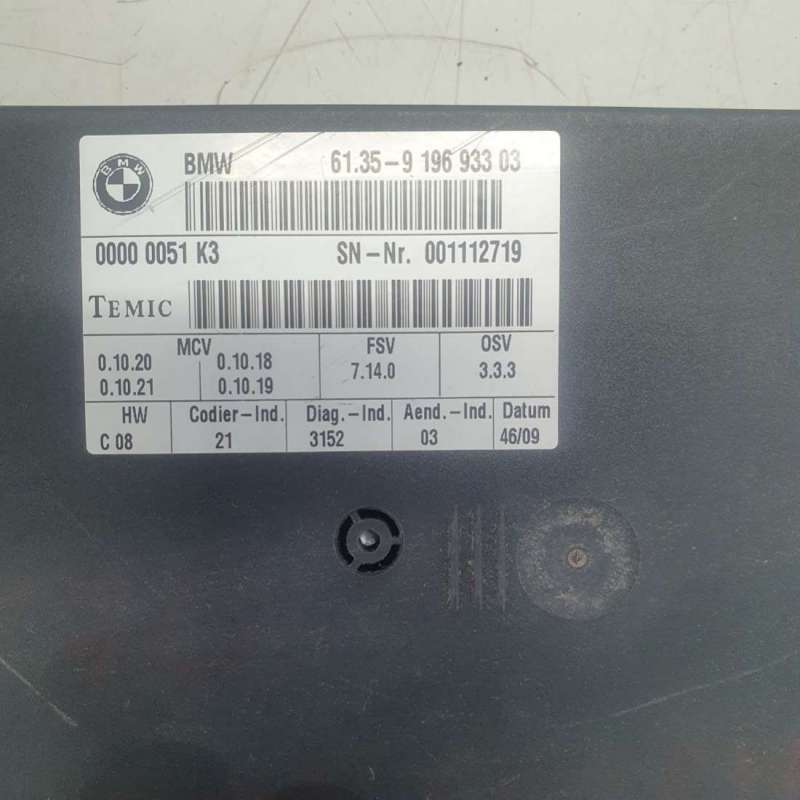 BMW
BMW 61.35-9 196 933 03
0000 0051 K3 SN-Nr. 001112719
TEMIC
MCV FSV OSV
0.10.20 0.10.18 7.14.0 3.3.3
0.10.21 0.10.19
HW Codier-Ind. Diag.-Ind. Aend.-Ind. Datum
C 08 21 3152 03 46/09